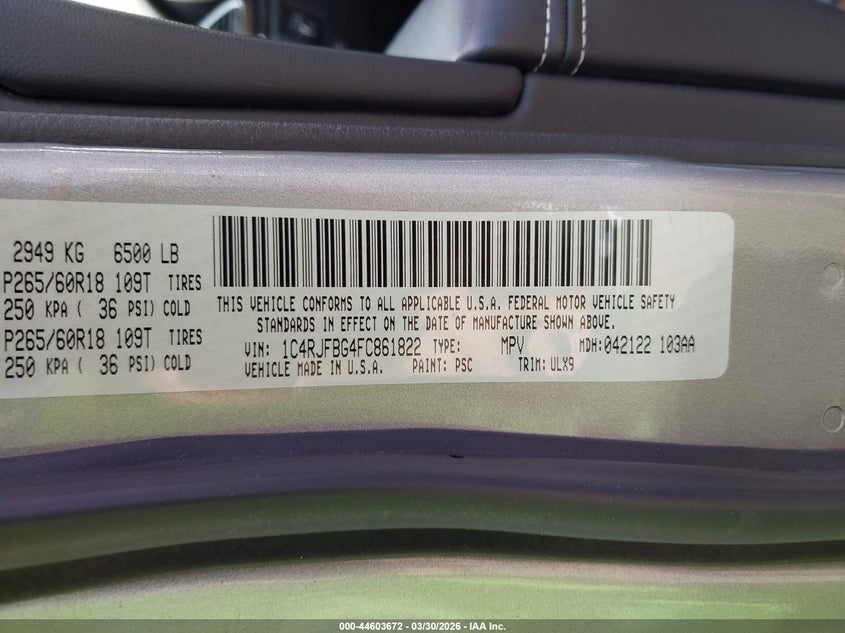 2949 KG 6500 LB
P265/60R18 109T TIRES
250 KPA ( 36 PSI) COLD
P265/60R18 109T TIRES
250 KPA ( 36 PSI) COLD
THIS VEHICLE CONFORMS TO ALL APPLICABLE U.S.A. FEDERAL MOTOR VEHICLE SAFETY
STANDARDS IN EFFECT ON THE DATE OF MANUFACTURE SHOWN ABOVE.
VIN: 1C4RJFBG4FC861822 TYPE: MPV MDH:042122 103AA
VEHICLE MADE IN U.S.A. PAINT: PSC TRIM: ULX9
000-44603672 — 03/30/2026 — IAA Inc.